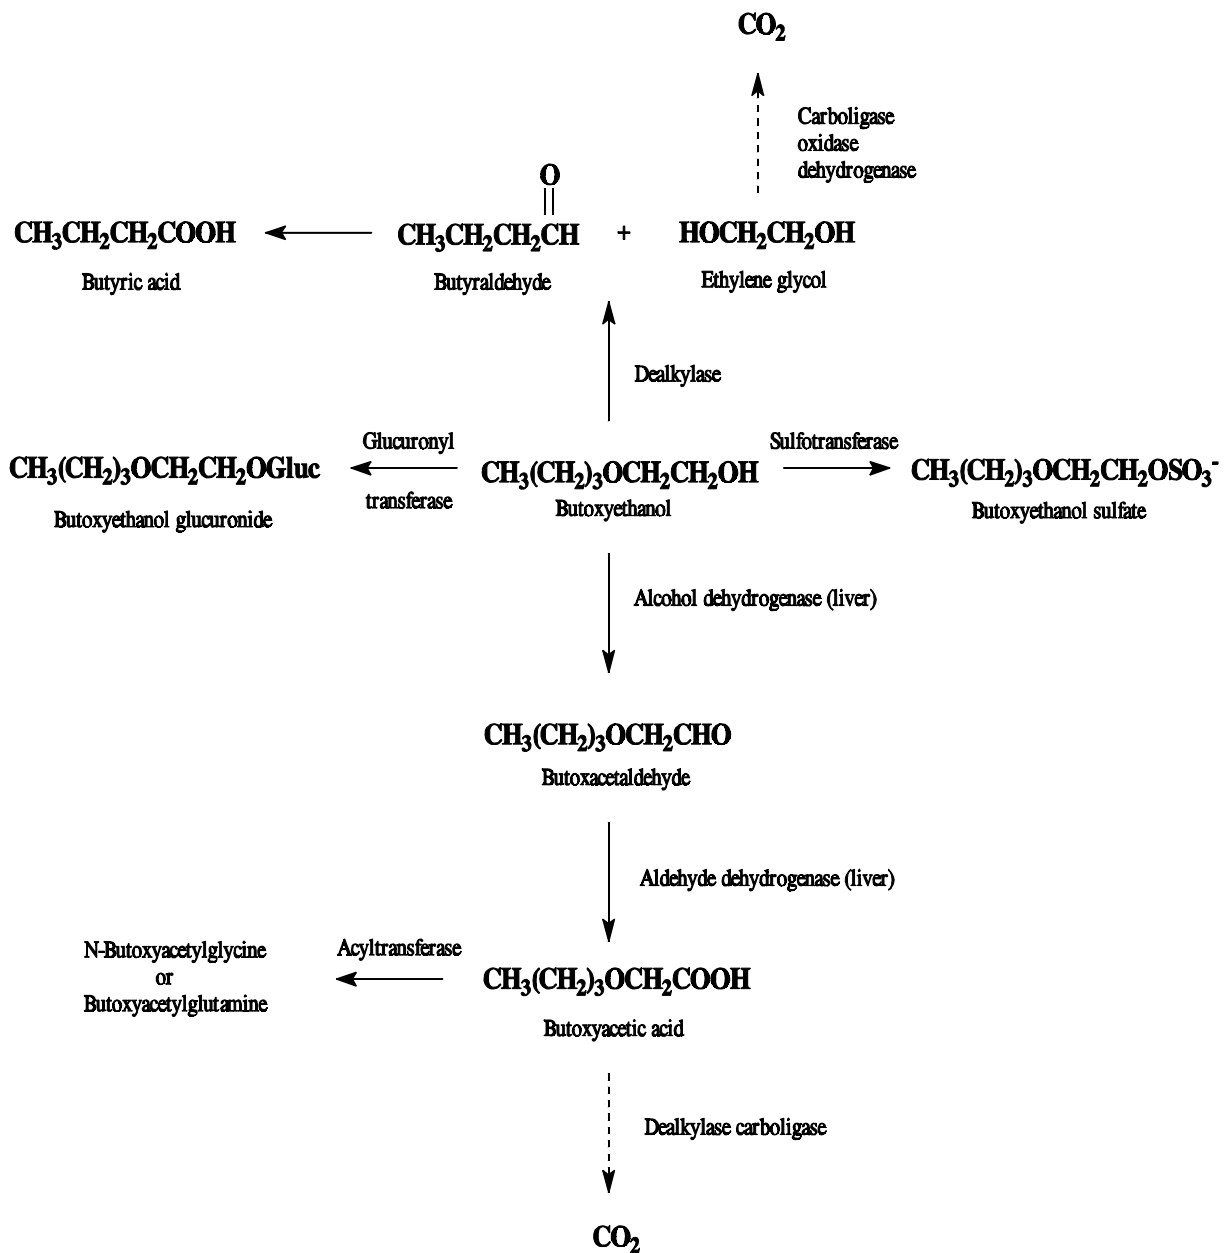 CO₂
Carboligase
oxidase
dehydrogenase
O
CH₃CH₂CH₂COOH
CH₃CH₂CH₂CH
+
HOCH₂CH₂OH
Butyric acid
Butyraldehyde
Ethylene glycol
Dealkylase
Glucuronyl
transferase
Sulfotransferase
CH₃(CH₂)₃OCH₂CH₂OGluc
CH₃(CH₂)₃OCH₂CH₂OH
CH₃(CH₂)₃OCH₂CH₂OSO₃⁻
Butoxyethanol glucuronide
Butoxyethanol
Butoxyethanol sulfate
Alcohol dehydrogenase (liver)
CH₃(CH₂)₃OCH₂CHO
Butoxacetaldehyde
Aldehyde dehydrogenase (liver)
N-Butoxyacetylglycine
or
Butoxyacetylglutamine
Acyltransferase
CH₃(CH₂)₃OCH₂COOH
Butoxyacetic acid
Dealkylase carboligase
CO₂